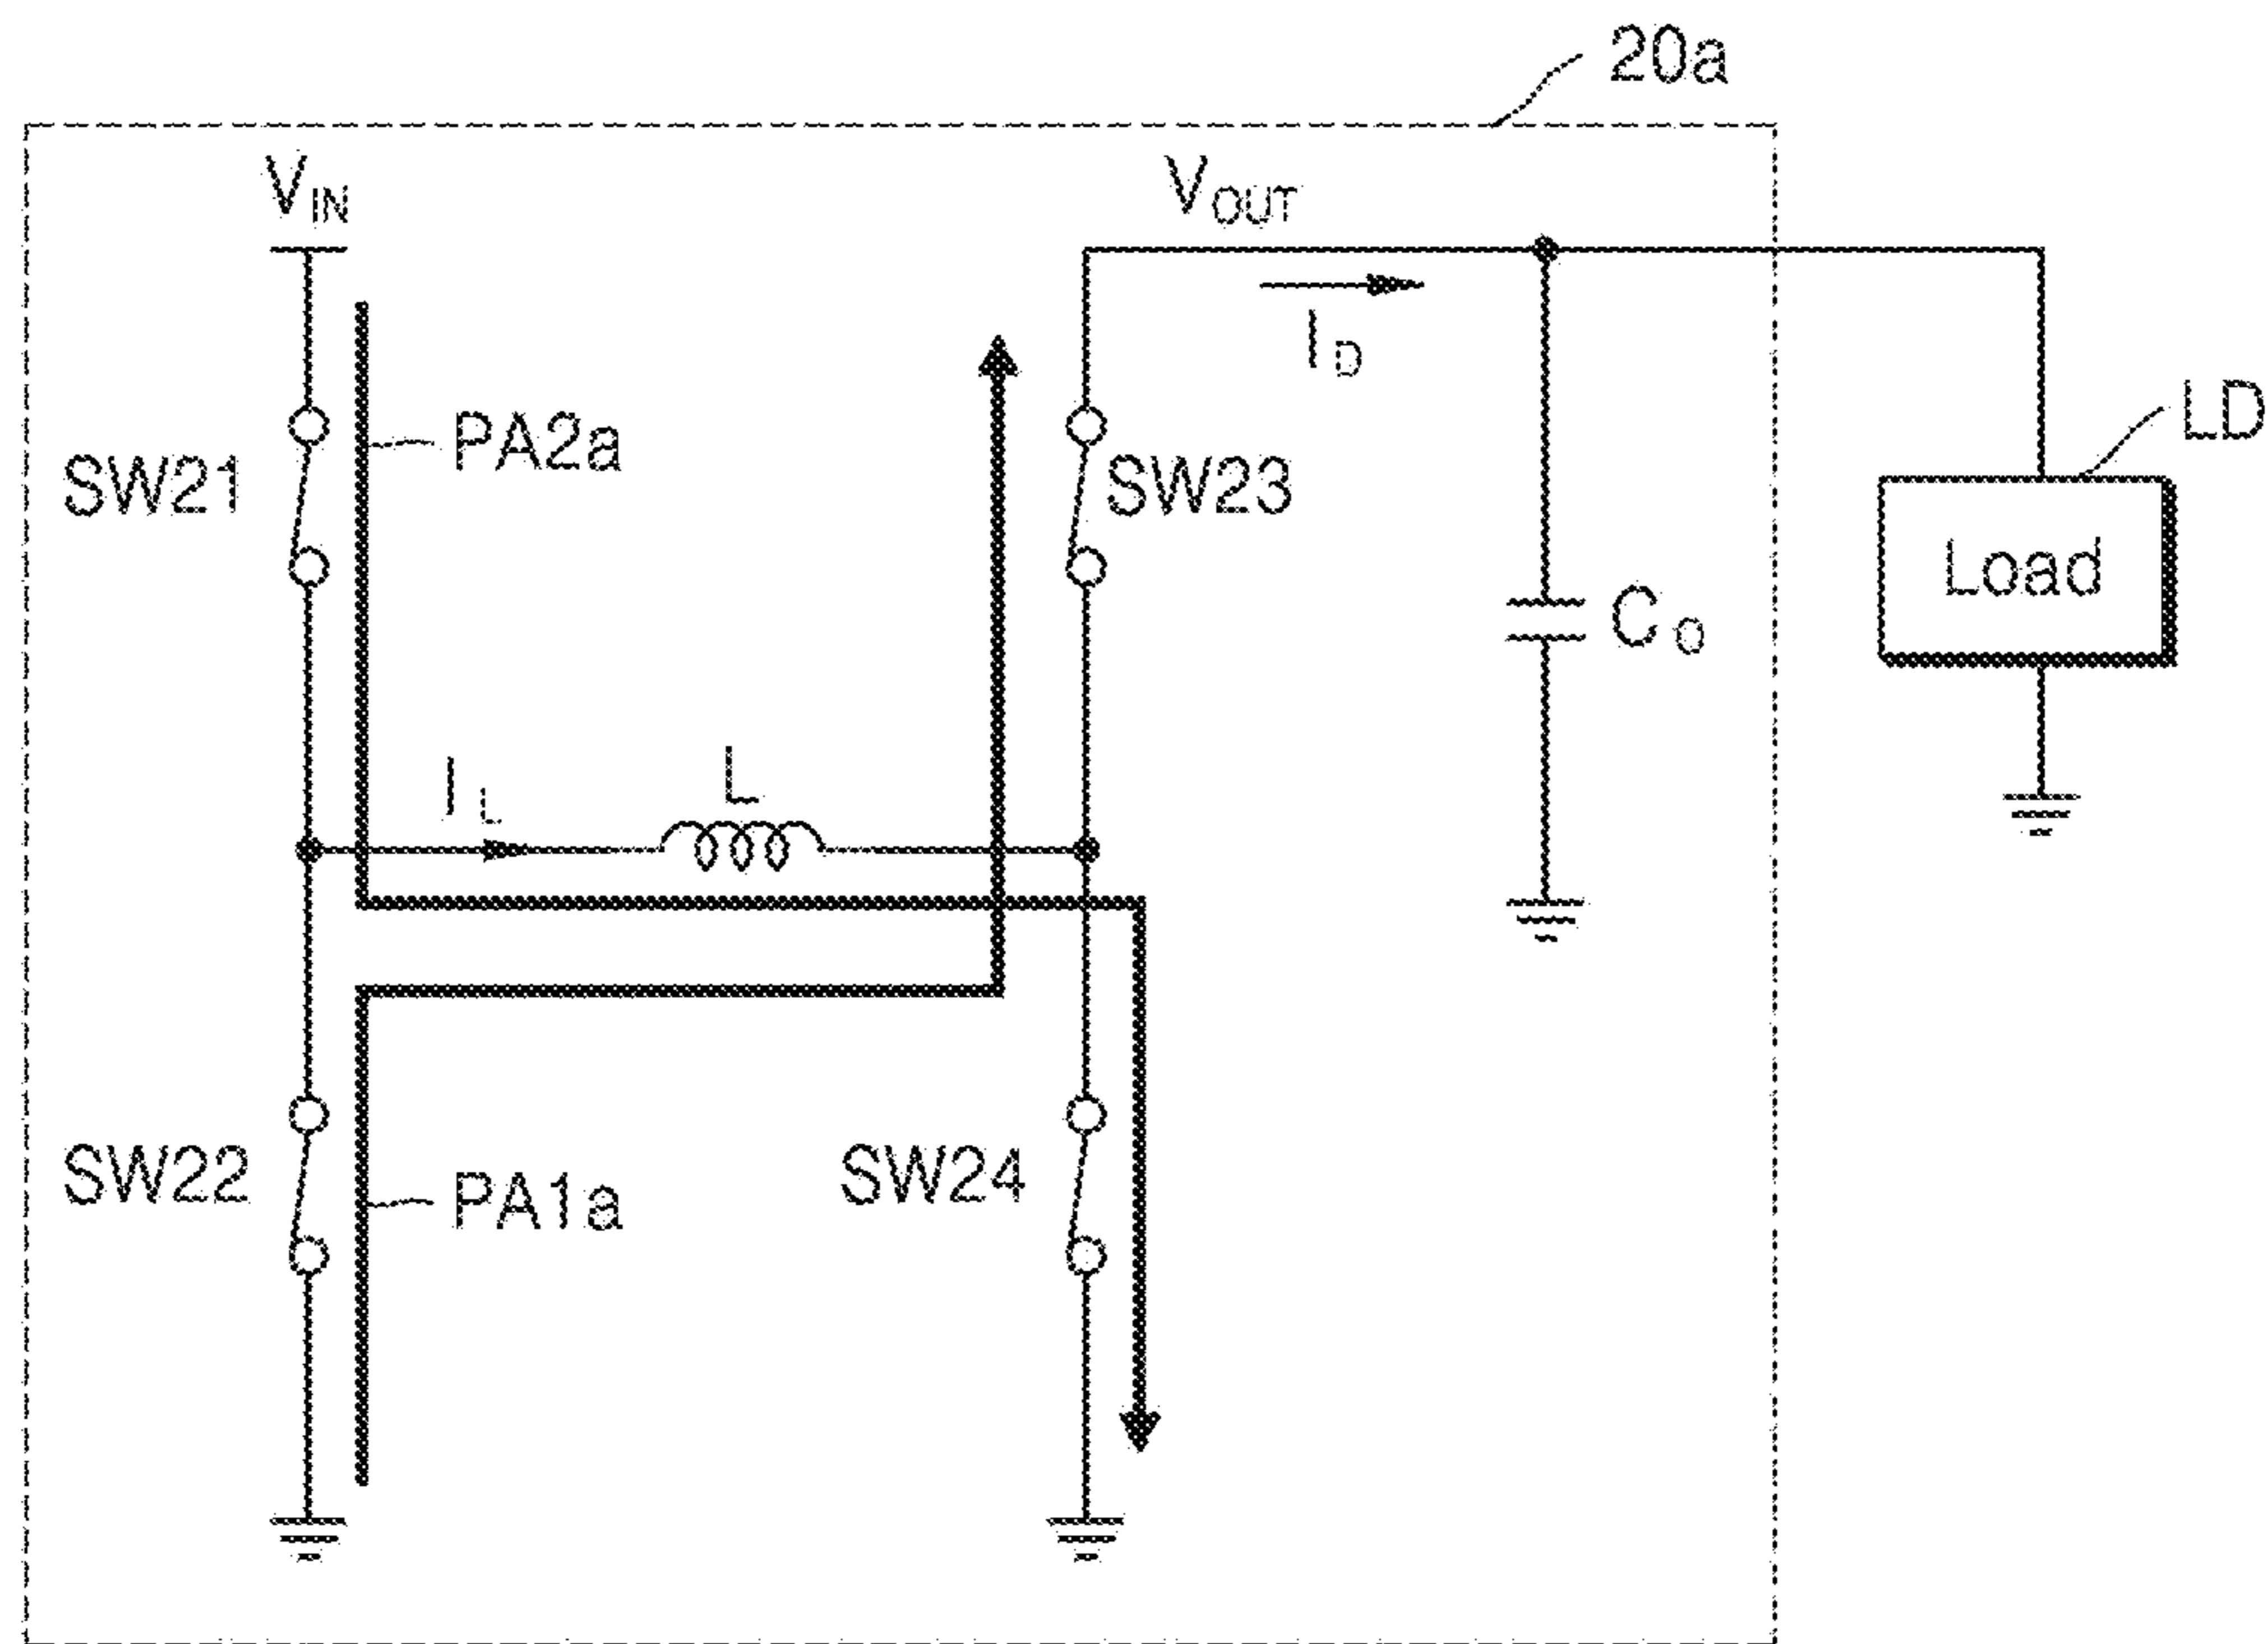 20a
VIN
VOUT
ID
LD
PA2a
SW21
SW23
Load
CO
IL
L
SW22
PA1a
SW24